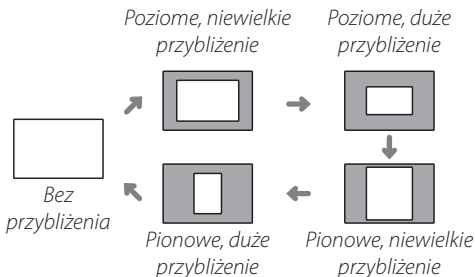 Poziome, niewielkie
przybliżenie
Poziome, duże
przybliżenie
Bez
przybliżenia
Pionowe, duże
przybliżenie
Pionowe, niewielkie
przybliżenie